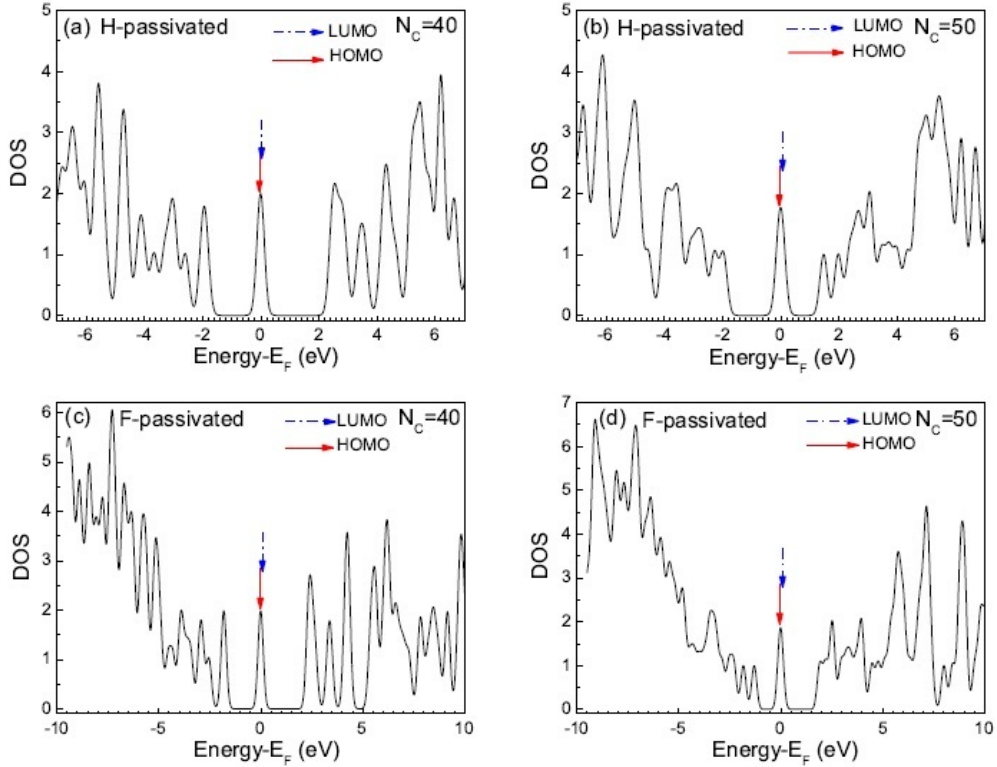 (a) H-passivated
LUMO N_C=40
HOMO
DOS
5
4
3
2
1
0
-6 -4 -2 0 2 4 6
Energy-E_F (eV)
(b) H-passivated
LUMO N_C=50
HOMO
DOS
5
4
3
2
1
0
-6 -4 -2 0 2 4 6
Energy-E_F (eV)
(c) F-passivated
LUMO N_C=40
HOMO
DOS
6
5
4
3
2
1
0
-10 -5 0 5 10
Energy-E_F (eV)
(d) F-passivated
LUMO N_C=50
HOMO
DOS
7
6
5
4
3
2
1
0
-10 -5 0 5 10
Energy-E_F (eV)